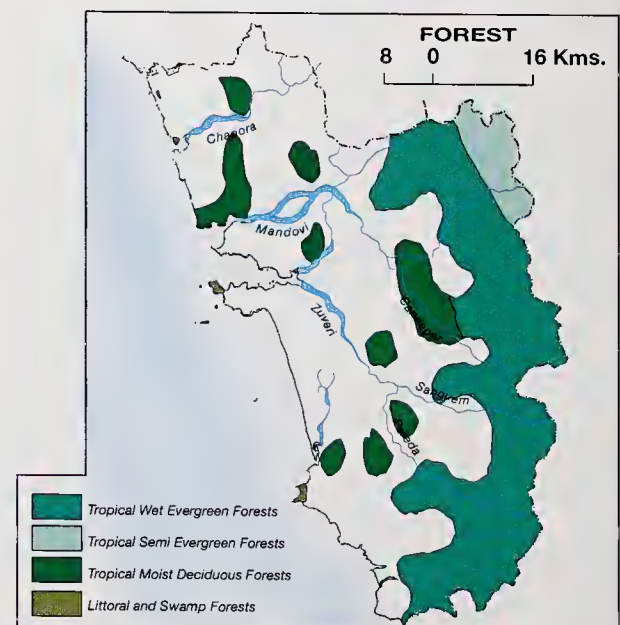 FOREST
8 0 16 Kms.
Chapora
Mandovi
Zuvari
Sanguem
Tropical Wet Evergreen Forests
Tropical Semi Evergreen Forests
Tropical Moist Deciduous Forests
Littoral and Swamp Forests